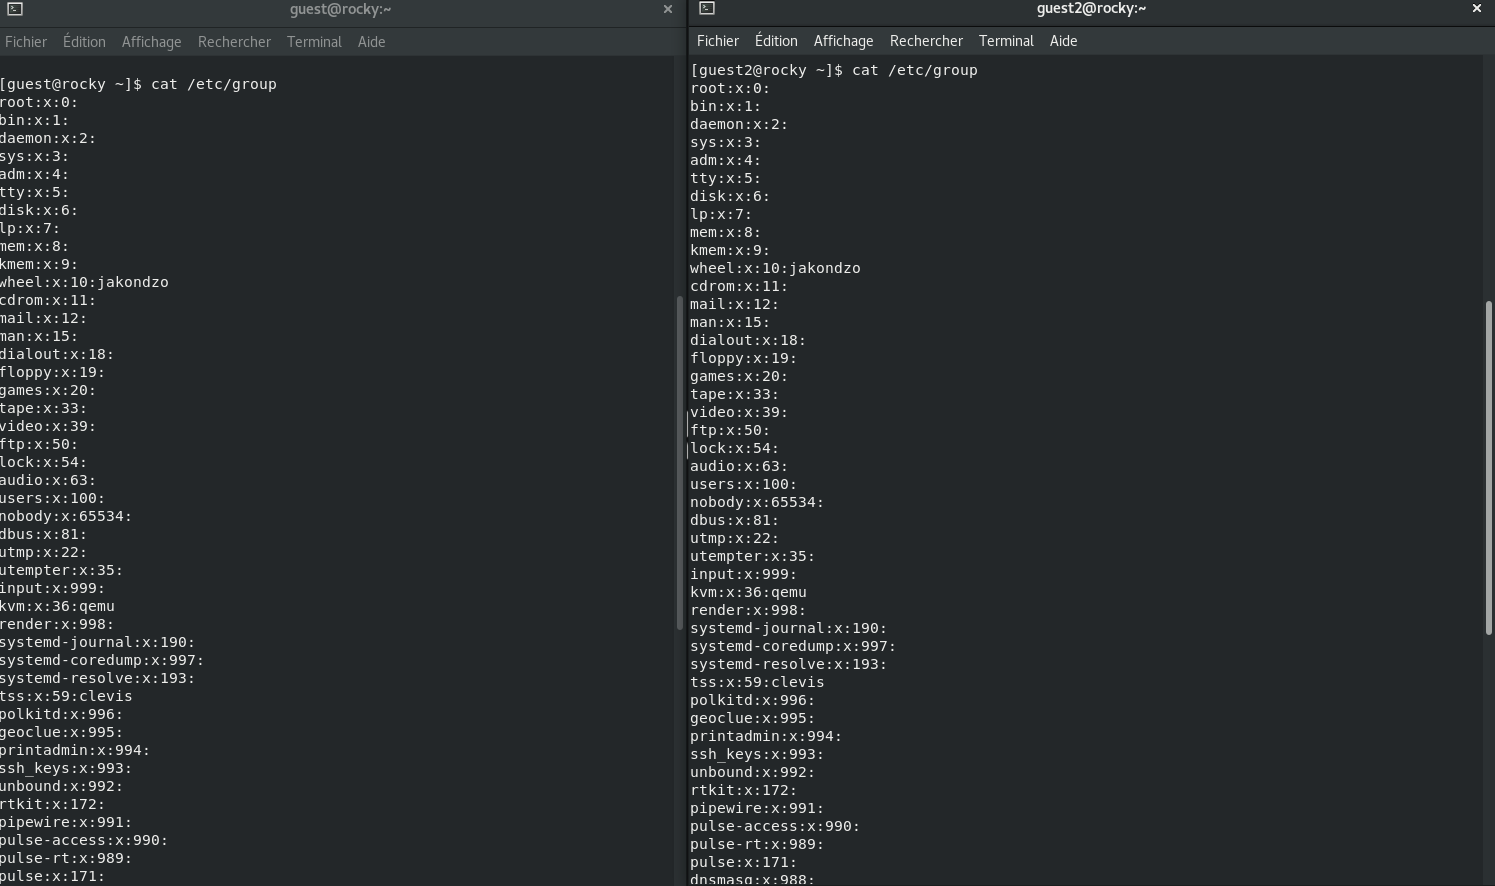 guest@rocky:~
Fichier Édition Affichage Rechercher Terminal Aide
[guest@rocky ~]$ cat /etc/group
root:x:0:
bin:x:1:
daemon:x:2:
sys:x:3:
adm:x:4:
tty:x:5:
disk:x:6:
lp:x:7:
mem:x:8:
kmem:x:9:
wheel:x:10:jakondzo
cdrom:x:11:
mail:x:12:
man:x:15:
dialout:x:18:
floppy:x:19:
games:x:20:
tape:x:33:
video:x:39:
ftp:x:50:
lock:x:54:
audio:x:63:
users:x:100:
nobody:x:65534:
dbus:x:81:
utmp:x:22:
utempter:x:35:
input:x:999:
kvm:x:36:qemu
render:x:998:
systemd-journal:x:190:
systemd-coredump:x:997:
systemd-resolve:x:193:
tss:x:59:clevis
polkitd:x:996:
geoclue:x:995:
printadmin:x:994:
ssh_keys:x:993:
unbound:x:992:
rtkit:x:172:
pipewire:x:991:
pulse-access:x:990:
pulse-rt:x:989:
pulse:x:171:
guest2@rocky:~
Fichier Édition Affichage Rechercher Terminal Aide
[guest2@rocky ~]$ cat /etc/group
root:x:0:
bin:x:1:
daemon:x:2:
sys:x:3:
adm:x:4:
tty:x:5:
disk:x:6:
lp:x:7:
mem:x:8:
kmem:x:9:
wheel:x:10:jakondzo
cdrom:x:11:
mail:x:12:
man:x:15:
dialout:x:18:
floppy:x:19:
games:x:20:
tape:x:33:
video:x:39:
ftp:x:50:
lock:x:54:
audio:x:63:
users:x:100:
nobody:x:65534:
dbus:x:81:
utmp:x:22:
utempter:x:35:
input:x:999:
kvm:x:36:qemu
render:x:998:
systemd-journal:x:190:
systemd-coredump:x:997:
systemd-resolve:x:193:
tss:x:59:clevis
polkitd:x:996:
geoclue:x:995:
printadmin:x:994:
ssh_keys:x:993:
unbound:x:992:
rtkit:x:172:
pipewire:x:991:
pulse-access:x:990:
pulse-rt:x:989:
pulse:x:171:
dnsmasq:x:988: